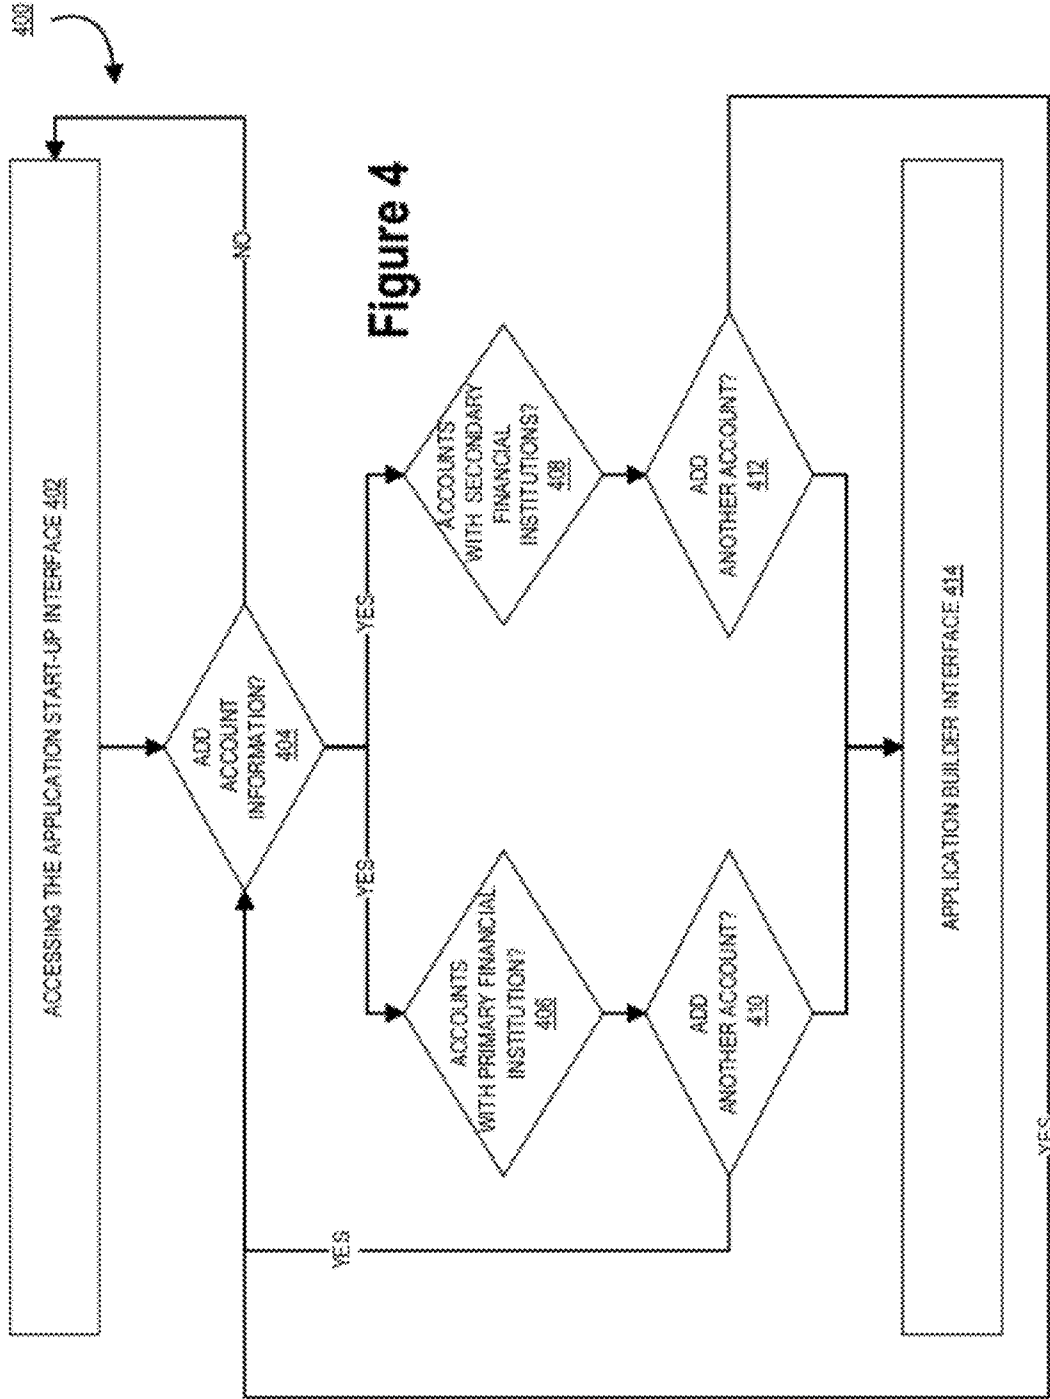 400
ACCESSING THE APPLICATION START-UP INTERFACE 402
ADD
ACCOUNT
INFORMATION?
404
NO
YES
YES
ACCOUNTS
WITH PRIMARY FINANCIAL
INSTITUTION?
406
ACCOUNTS
WITH SECONDARY
FINANCIAL
INSTITUTIONS?
408
ADD
ANOTHER ACCOUNT?
410
ADD
ANOTHER ACCOUNT?
412
YES
YES
APPLICATION BUILDER INTERFACE 414
Figure 4